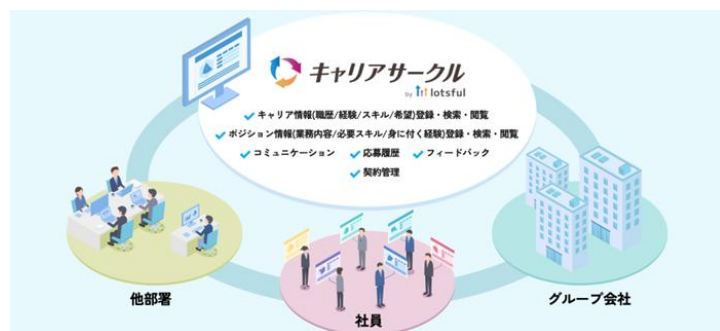 キャリアサークル
by lotsful
キャリア情報(職歴/経験/スキル/希望)登録・検索・閲覧
ポジション情報(業務内容/必要スキル/身に付く経験)登録・検索・閲覧
コミュニケーション 応募履歴 フィードバック
契約管理
他部署
社員
グループ会社